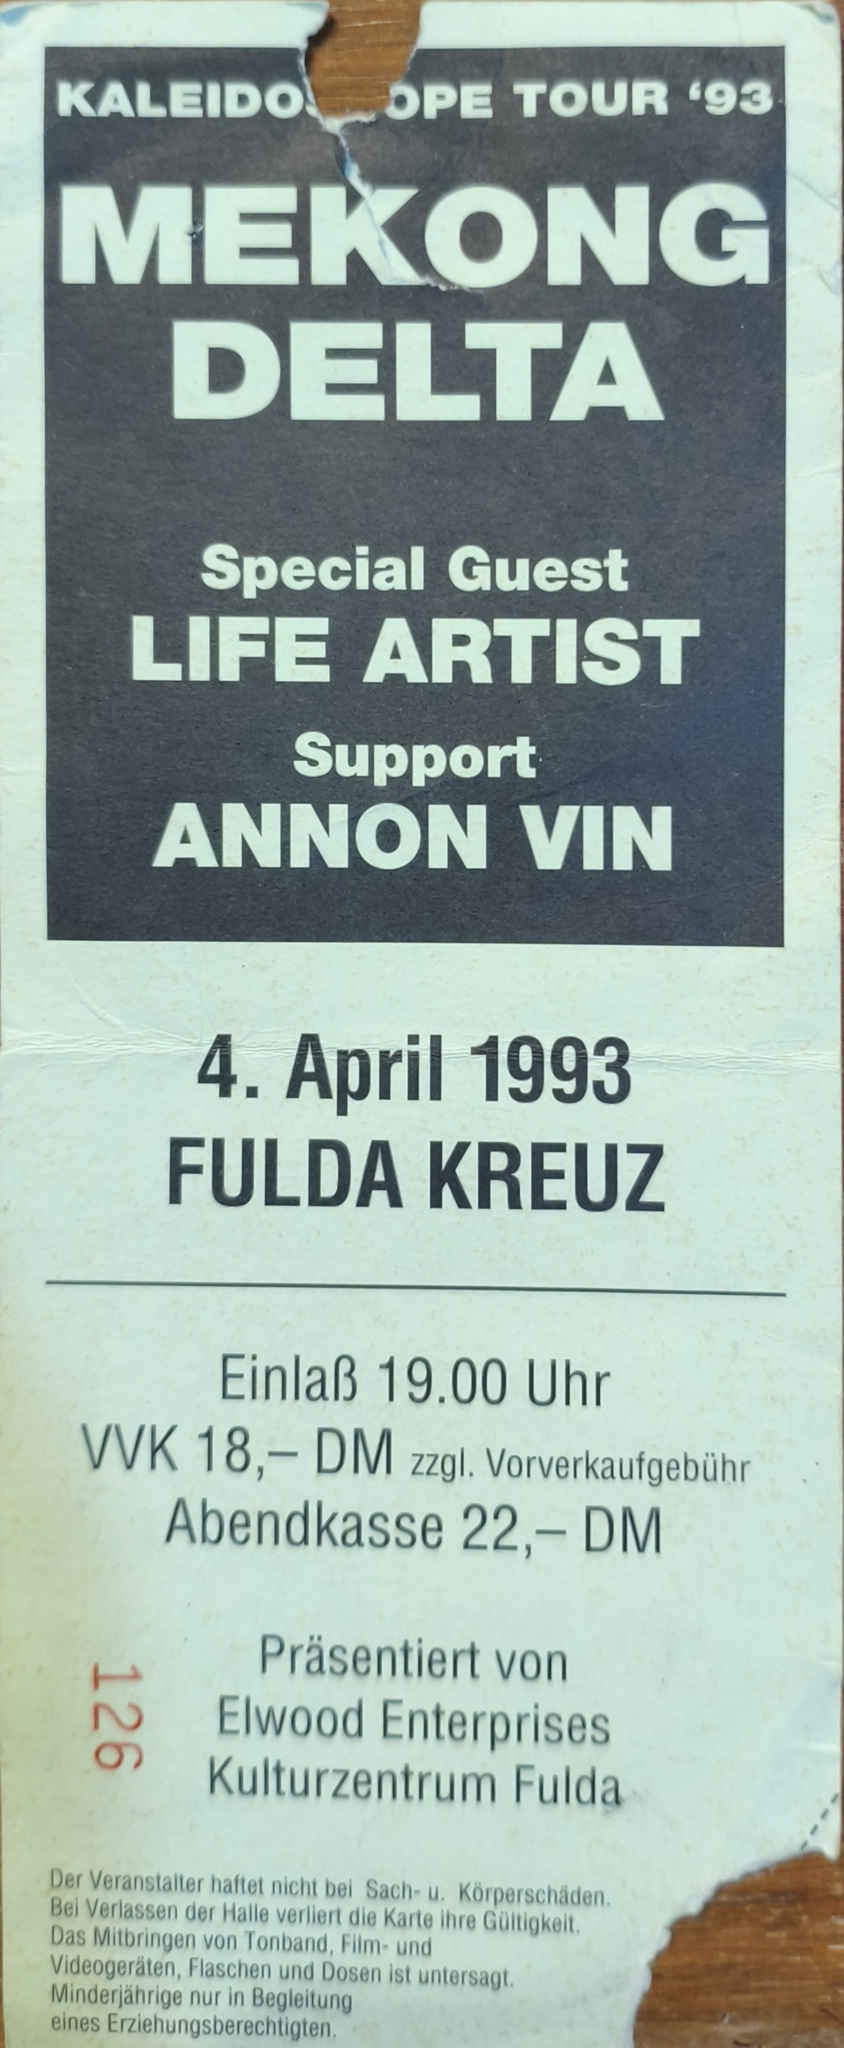 KALEIDOSCOPE TOUR ‘93
MEKONG
DELTA
Special Guest
LIFE ARTIST
Support
ANNON VIN
4. April 1993
FULDA KREUZ
Einlaß 19.00 Uhr
VVK 18,– DM zzgl. Vorverkaufgebühr
Abendkasse 22,– DM
Präsentiert von
Elwood Enterprises
Kulturzentrum Fulda
126
Der Veranstalter haftet nicht bei Sach- u. Körperschäden.
Bei Verlassen der Halle verliert die Karte ihre Gültigkeit.
Das Mitbringen von Tonband, Film- und
Videogeräten, Flaschen und Dosen ist untersagt.
Minderjährige nur in Begleitung
eines Erziehungsberechtigten.